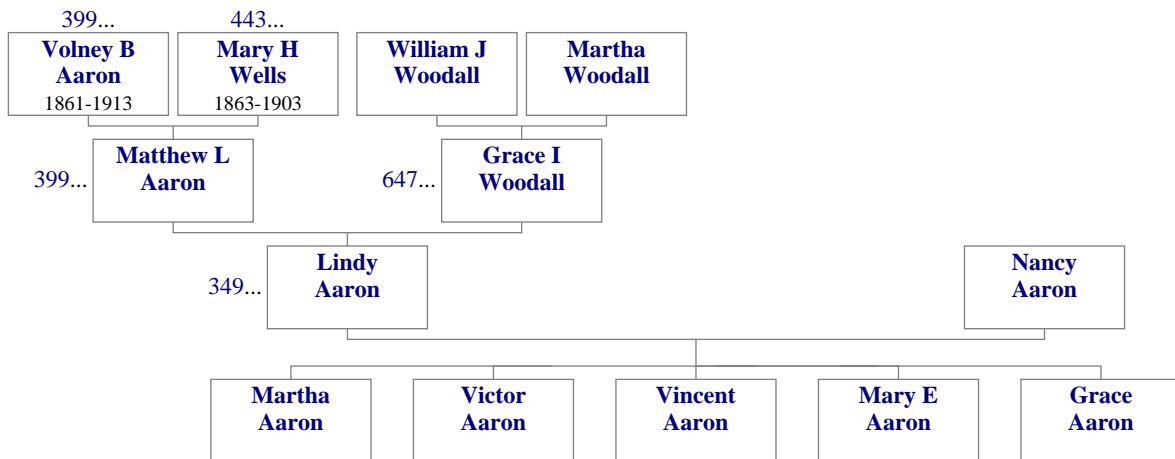 399... 443...
Volney B Mary H William J Martha
Aaron Wells Woodall Woodall
1861-1913 1863-1903
Matthew L Grace I
399... Aaron 647... Woodall
Lindy Nancy
349... Aaron Aaron
Martha Victor Vincent Mary E Grace
Aaron Aaron Aaron Aaron Aaron